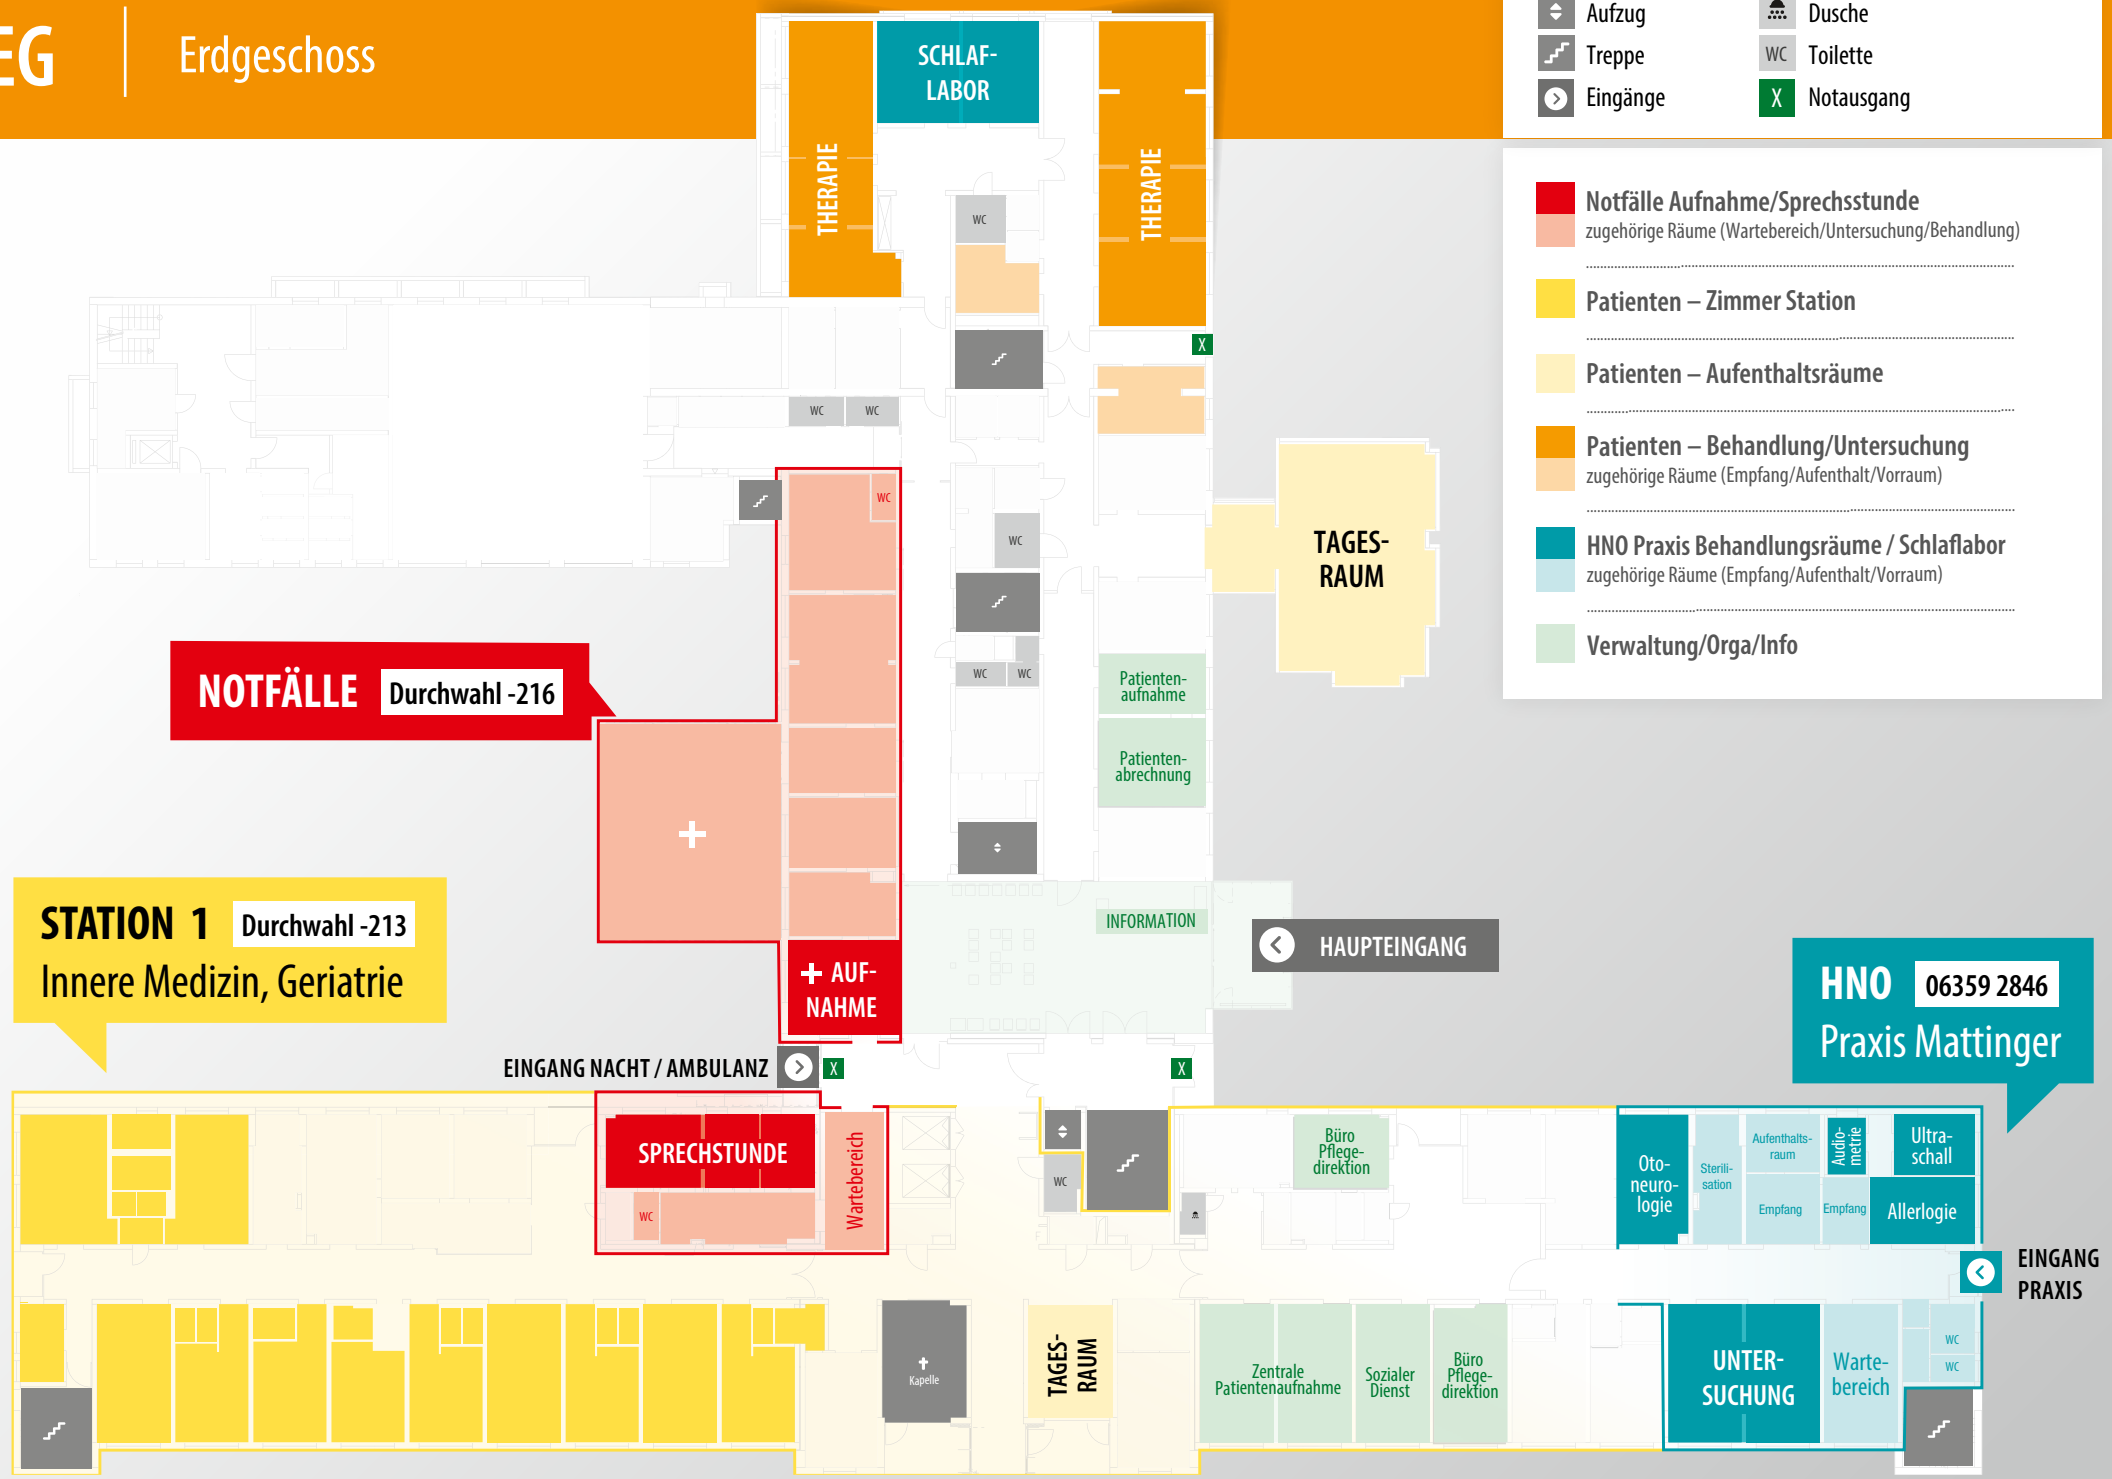 EG
Erdgeschoss
Aufzug
Dusche
Treppe
WC
Toilette
Eingänge
X
Notausgang
Notfälle Aufnahme/Sprechsstunde
zugehörige Räume (Wartebereich/Untersuchung/Behandlung)
Patienten – Zimmer Station
Patienten – Aufenthaltsräume
Patienten – Behandlung/Untersuchung
zugehörige Räume (Empfang/Aufenthalt/Vorraum)
HNO Praxis Behandlungsräume / Schlaflabor
zugehörige Räume (Empfang/Aufenthalt/Vorraum)
Verwaltung/Orga/Info
SCHLAF-
LABOR
THERAPIE
THERAPIE
WC
X
WC
WC
WC
WC
TAGES-
RAUM
NOTFÄLLE
Durchwahl -216
WC
WC
Patienten-
aufnahme
Patienten-
abrechnung
STATION 1
Durchwahl -213
Innere Medizin, Geriatrie
INFORMATION
HAUPTEINGANG
AUF-
NAHME
HNO
06359 2846
Praxis Mattinger
EINGANG NACHT / AMBULANZ
X
X
SPRECHSTUNDE
WC
Wartebereich
WC
Büro
Pflege-
direktion
Oto-
neuro-
logie
Sterili-
sation
Aufenthalts-
raum
Audio-
metrie
Ultra-
schall
Empfang
Empfang
Allerlogie
EINGANG
PRAXIS
Kapelle
TAGES-
RAUM
Zentrale
Patientenaufnahme
Sozialer
Dienst
Büro
Pflege-
direktion
UNTER-
SUCHUNG
Warte-
bereich
WC
WC